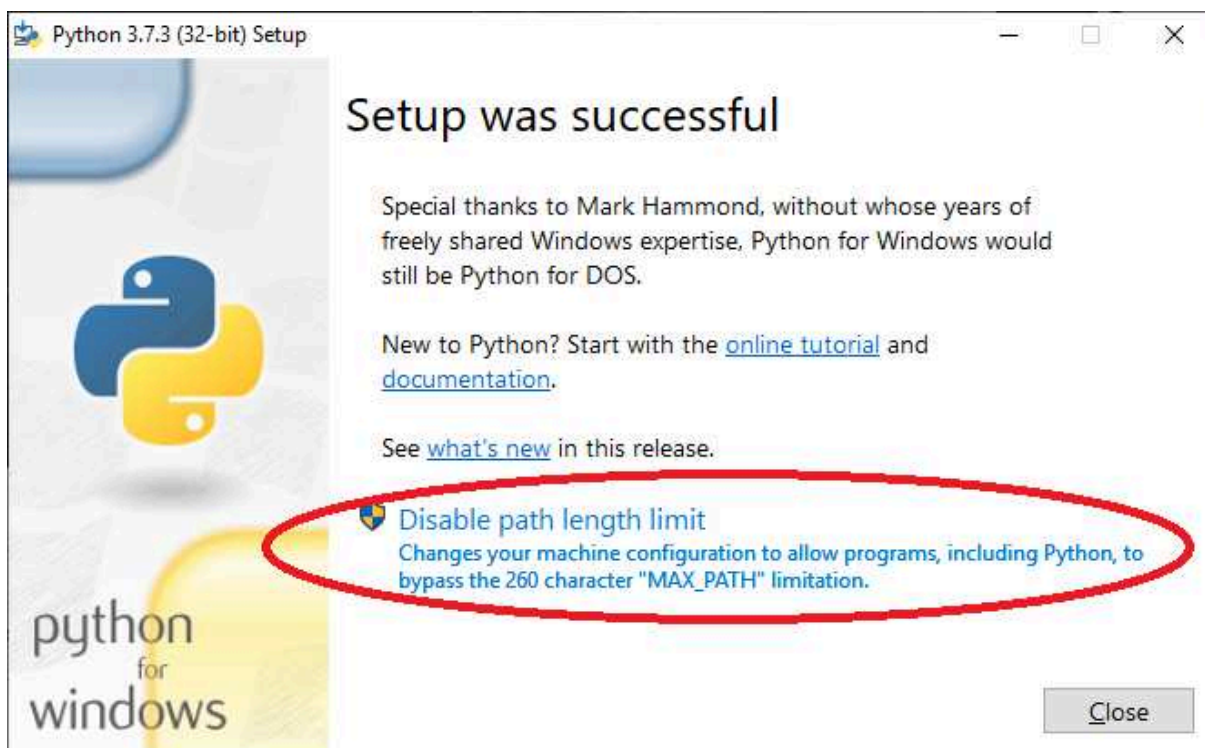 Python 3.7.3 (32-bit) Setup
Setup was successful
Special thanks to Mark Hammond, without whose years of
freely shared Windows expertise, Python for Windows would
still be Python for DOS.
New to Python? Start with the online tutorial and
documentation.
See what's new in this release.
Disable path length limit
Changes your machine configuration to allow programs, including Python, to
bypass the 260 character "MAX_PATH" limitation.
python
for
windows
Close